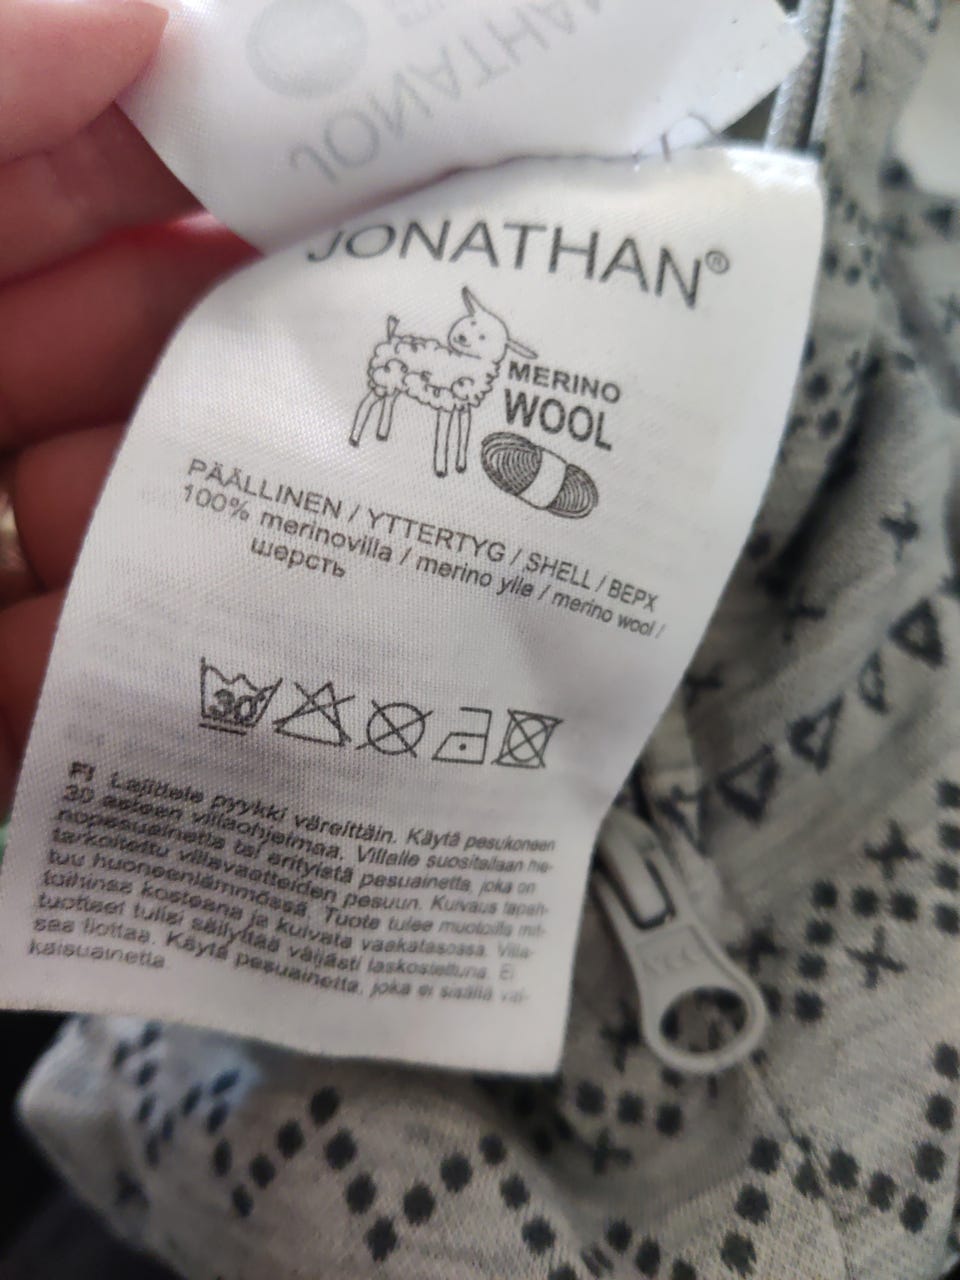 JONATHAN
JONATHAN®
MERINO
WOOL
PÄÄLLINEN / YTTERTYG / SHELL / ВЕРХ
100% merinovilla / merino ylle / merino wool /
шерсть
30
FI Lajittele pyykki väreittäin. Käytä pesukoneen
30 asteen villaohjelmaa. Villalle suositellaan hie-
nopesuainetta tai erityistä pesuainetta, joka on
tarkoitettu villavaatteiden pesuun. Kuivaus tapah-
tuu huoneenlämmössä. Tuote tulee muotoilla mit-
toihinsa kosteana ja kuivata vaakatasossa. Villa-
tuotteet tulisi säilyttää väljästi laskostettuna. Ei
saa liottaa. Käytä pesuainetta, joka ei sisällä val-
kaisuainetta.